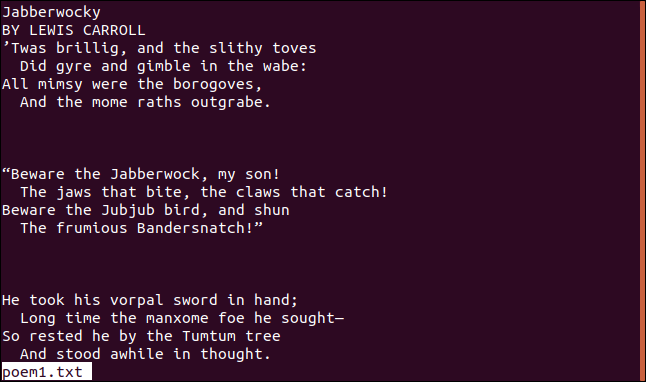 Jabberwocky
BY LEWIS CARROLL
’Twas brillig, and the slithy toves
  Did gyre and gimble in the wabe:
All mimsy were the borogoves,
  And the mome raths outgrabe.
“Beware the Jabberwock, my son!
  The jaws that bite, the claws that catch!
Beware the Jubjub bird, and shun
  The frumious Bandersnatch!”
He took his vorpal sword in hand;
  Long time the manxome foe he sought—
So rested he by the Tumtum tree
  And stood awhile in thought.
poem1.txt